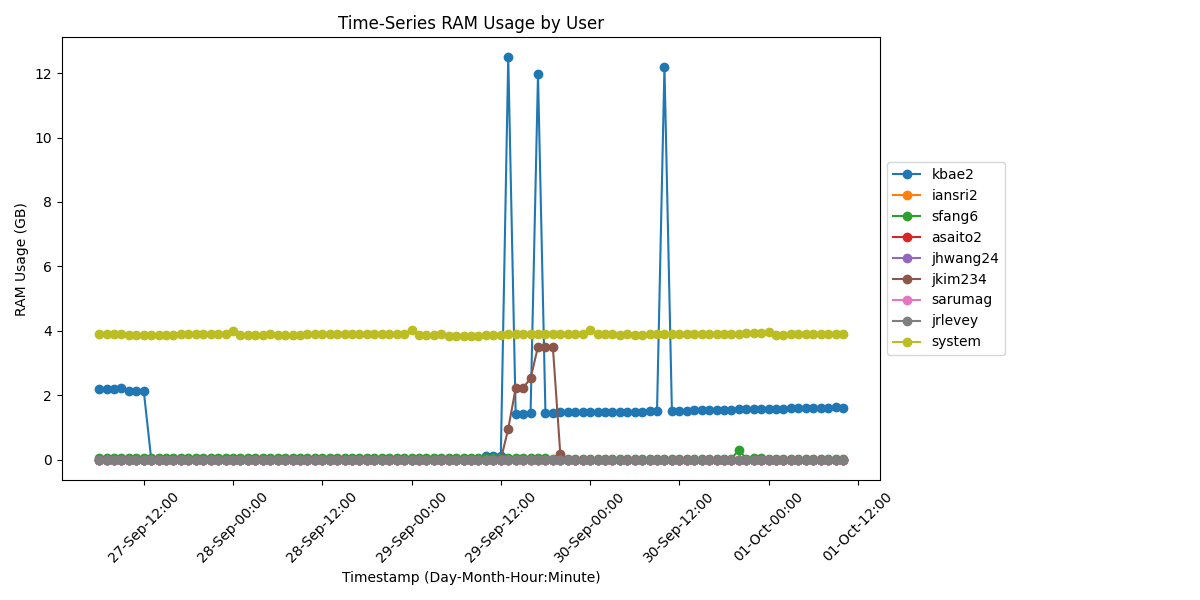 Time-Series RAM Usage by User
RAM Usage (GB)
12
10
8
6
4
2
0
27-Sep-12:00
28-Sep-00:00
28-Sep-12:00
29-Sep-00:00
29-Sep-12:00
30-Sep-00:00
30-Sep-12:00
01-Oct-00:00
01-Oct-12:00
Timestamp (Day-Month-Hour:Minute)
kbae2
iansri2
sfang6
asaito2
jhwang24
jkim234
sarumag
jrlevey
system